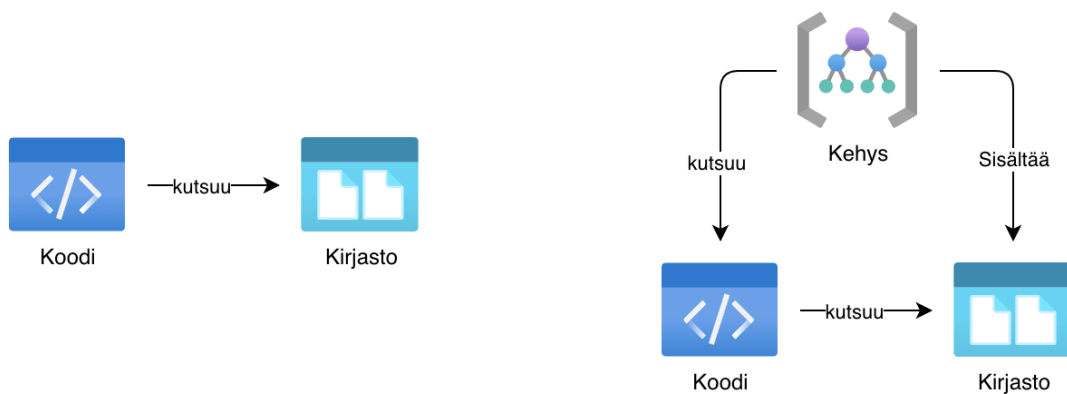 kutsuu
Koodi
Kirjasto
Kehys
kutsuu
Sisältää
kutsuu
Koodi
Kirjasto